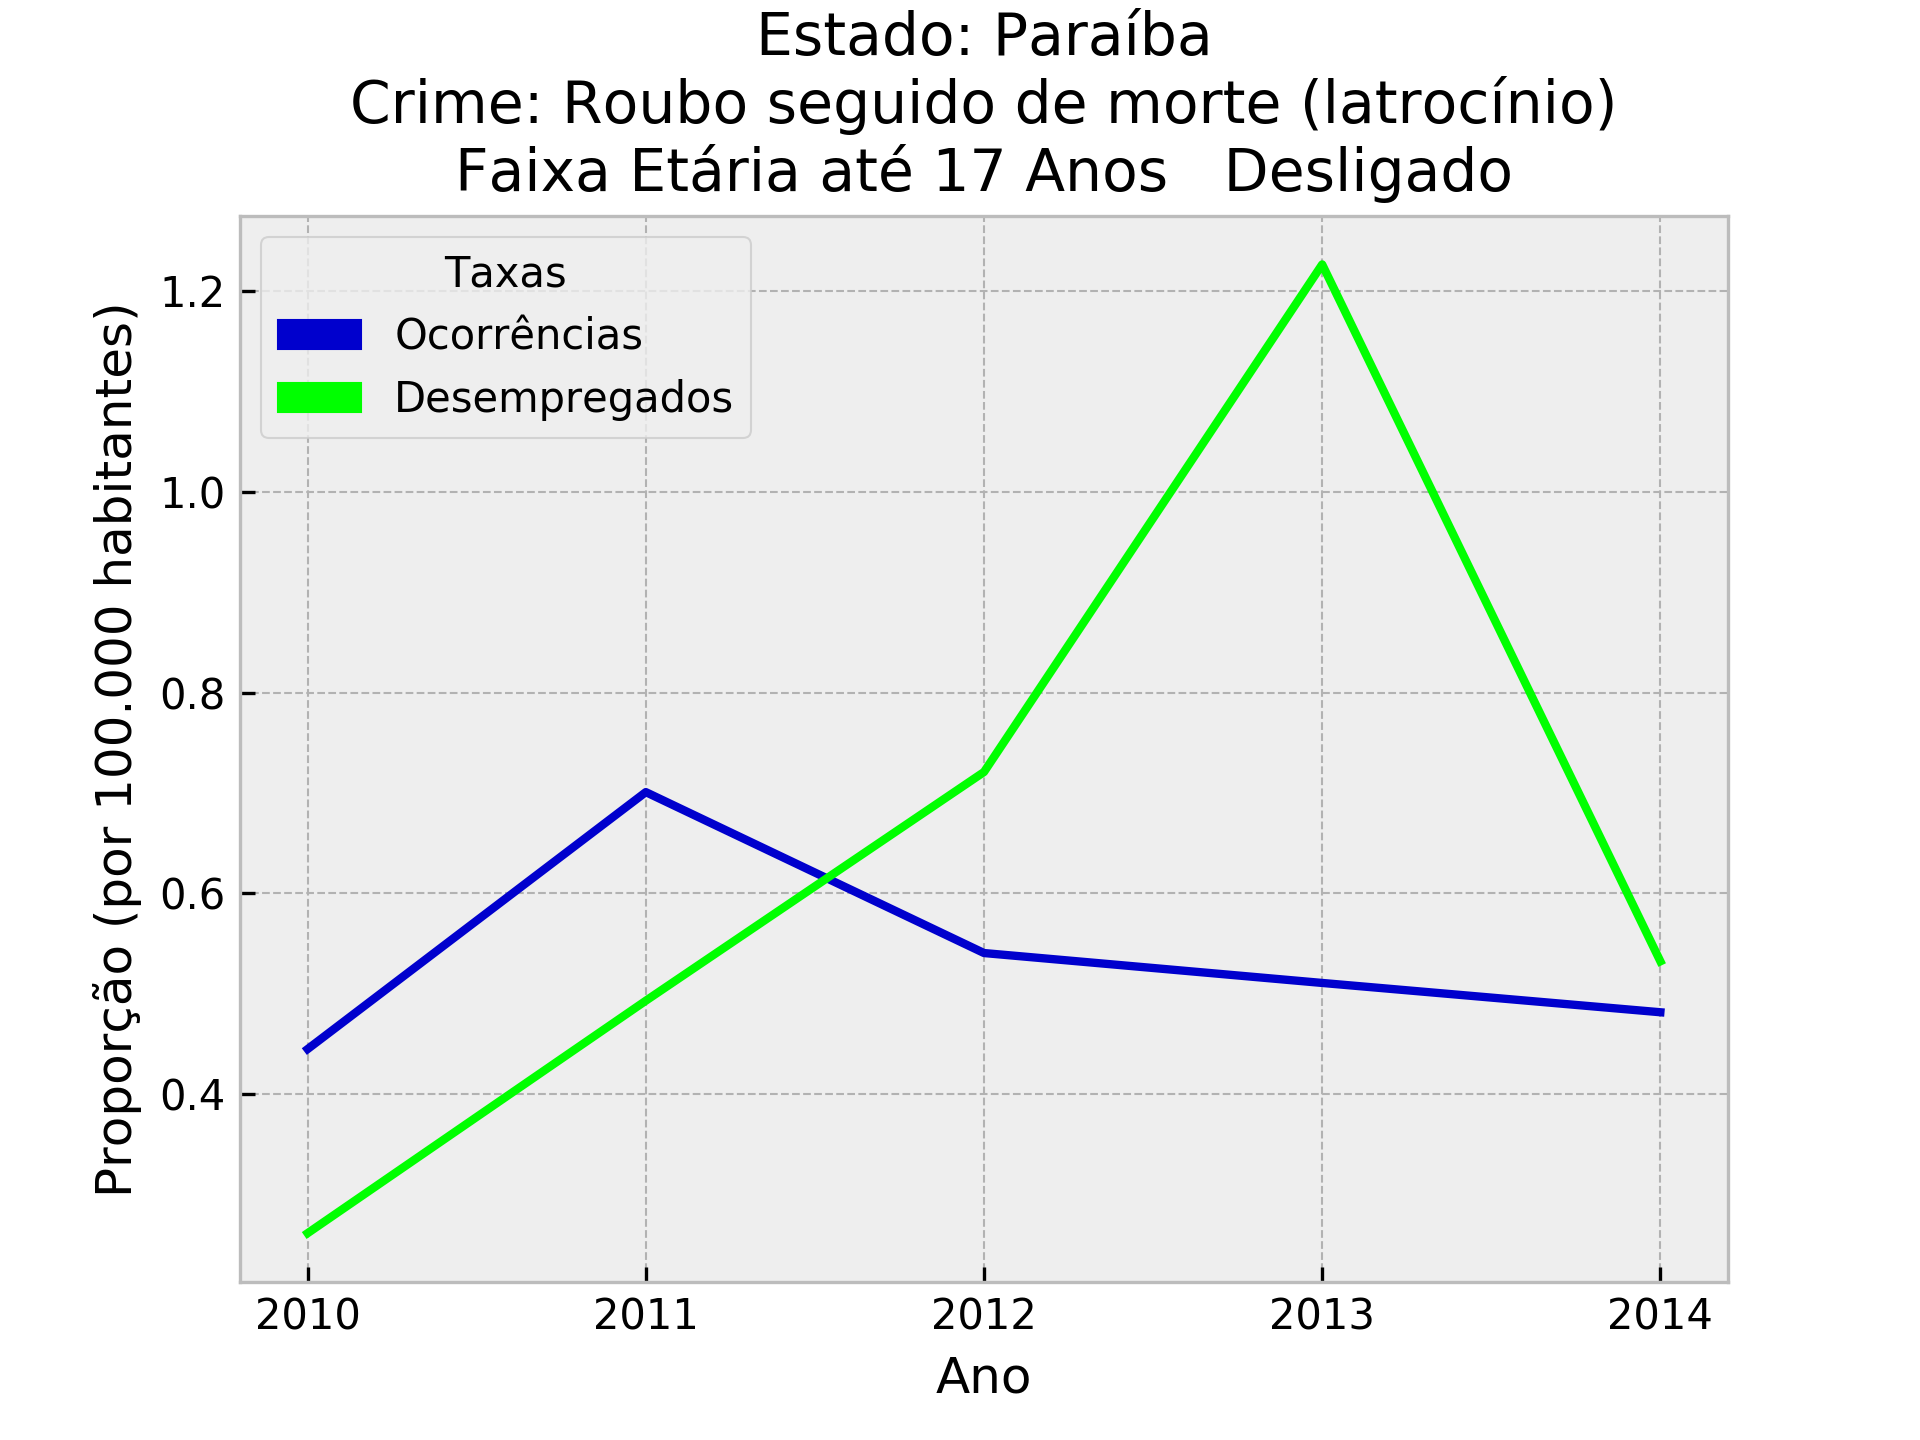 Estado: Paraíba
Crime: Roubo seguido de morte (latrocínio)
Faixa Etária até 17 Anos   Desligado
Proporção (por 100.000 habitantes)
1.2
1.0
0.8
0.6
0.4
Taxas
Ocorrências
Desempregados
2010
2011
2012
2013
2014
Ano